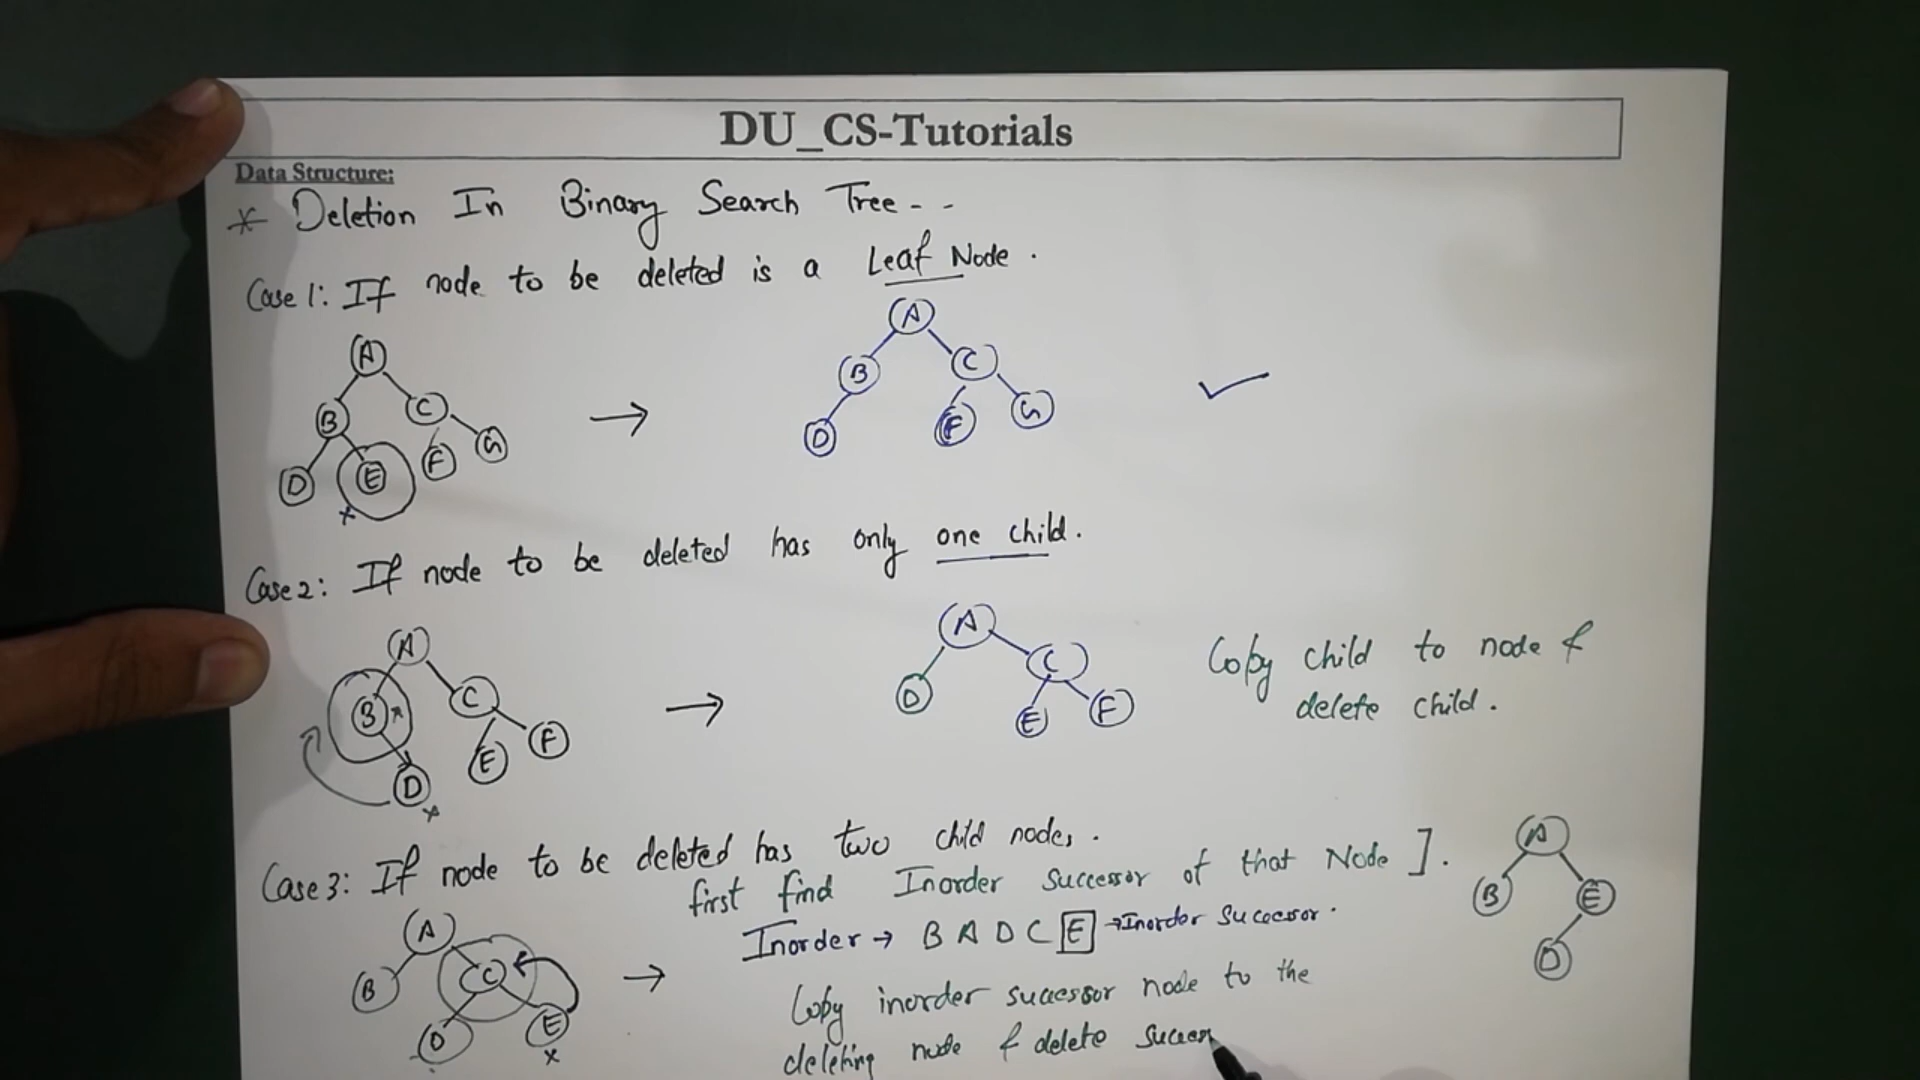 DU_CS-Tutorials
Data Structure:
* Deletion In Binary Search Tree - -
Case 1: If node to be deleted is a Leaf Node.
A
A
B C
B C
D E F G
D F G
Case 2: If node to be deleted has only one child.
A
A
B C
D C
Copy child to node &
D E F
E F
delete child.
Case 3: If node to be deleted has two child nodes.
first find Inorder Successor of that Node ].
A
B E
D
A
Inorder → B A D C E → Inorder Successor.
B C
Copy inorder successor node to the
D E
deleting node & delete Succes